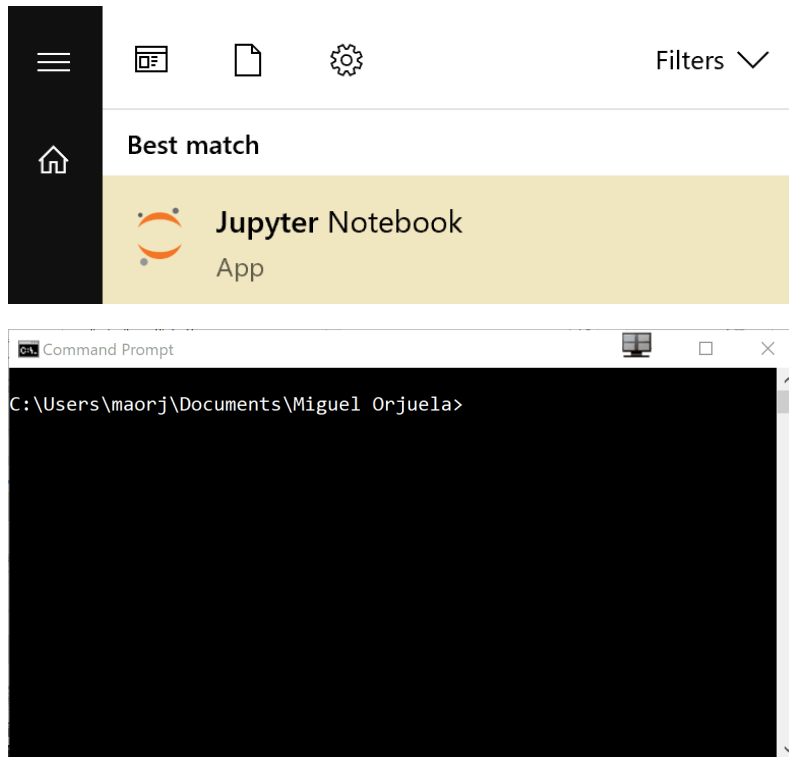 Filters
Best match
Jupyter Notebook
App
Command Prompt
C:\Users\maorj\Documents\Miguel Orjuela>